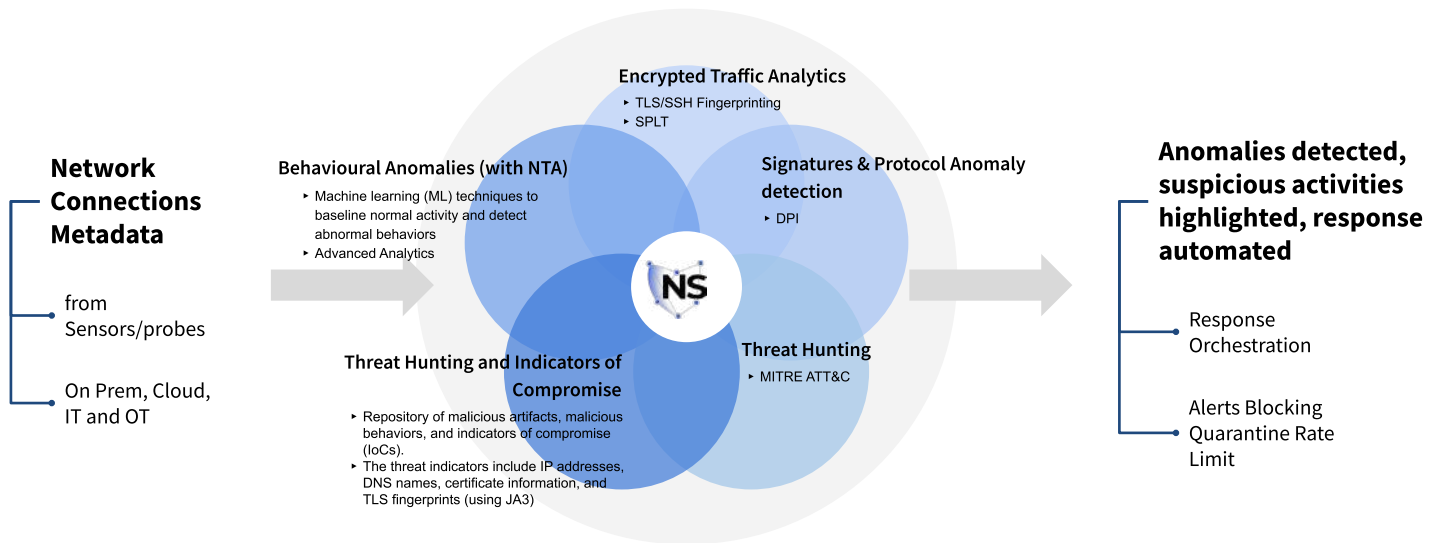 Network
Connections
Metadata
from
Sensors/probes
On Prem, Cloud,
IT and OT
Encrypted Traffic Analytics
‣ TLS/SSH Fingerprinting
‣ SPLT
Behavioural Anomalies (with NTA)
‣ Machine learning (ML) techniques to
baseline normal activity and detect
abnormal behaviors
‣ Advanced Analytics
Signatures & Protocol Anomaly
detection
‣ DPI
NS
Threat Hunting and Indicators of
Compromise
‣ Repository of malicious artifacts, malicious
behaviors, and indicators of compromise
(IoCs).
‣ The threat indicators include IP addresses,
DNS names, certificate information, and
TLS fingerprints (using JA3)
Threat Hunting
‣ MITRE ATT&C
Anomalies detected,
suspicious activities
highlighted, response
automated
Response
Orchestration
Alerts Blocking
Quarantine Rate
Limit